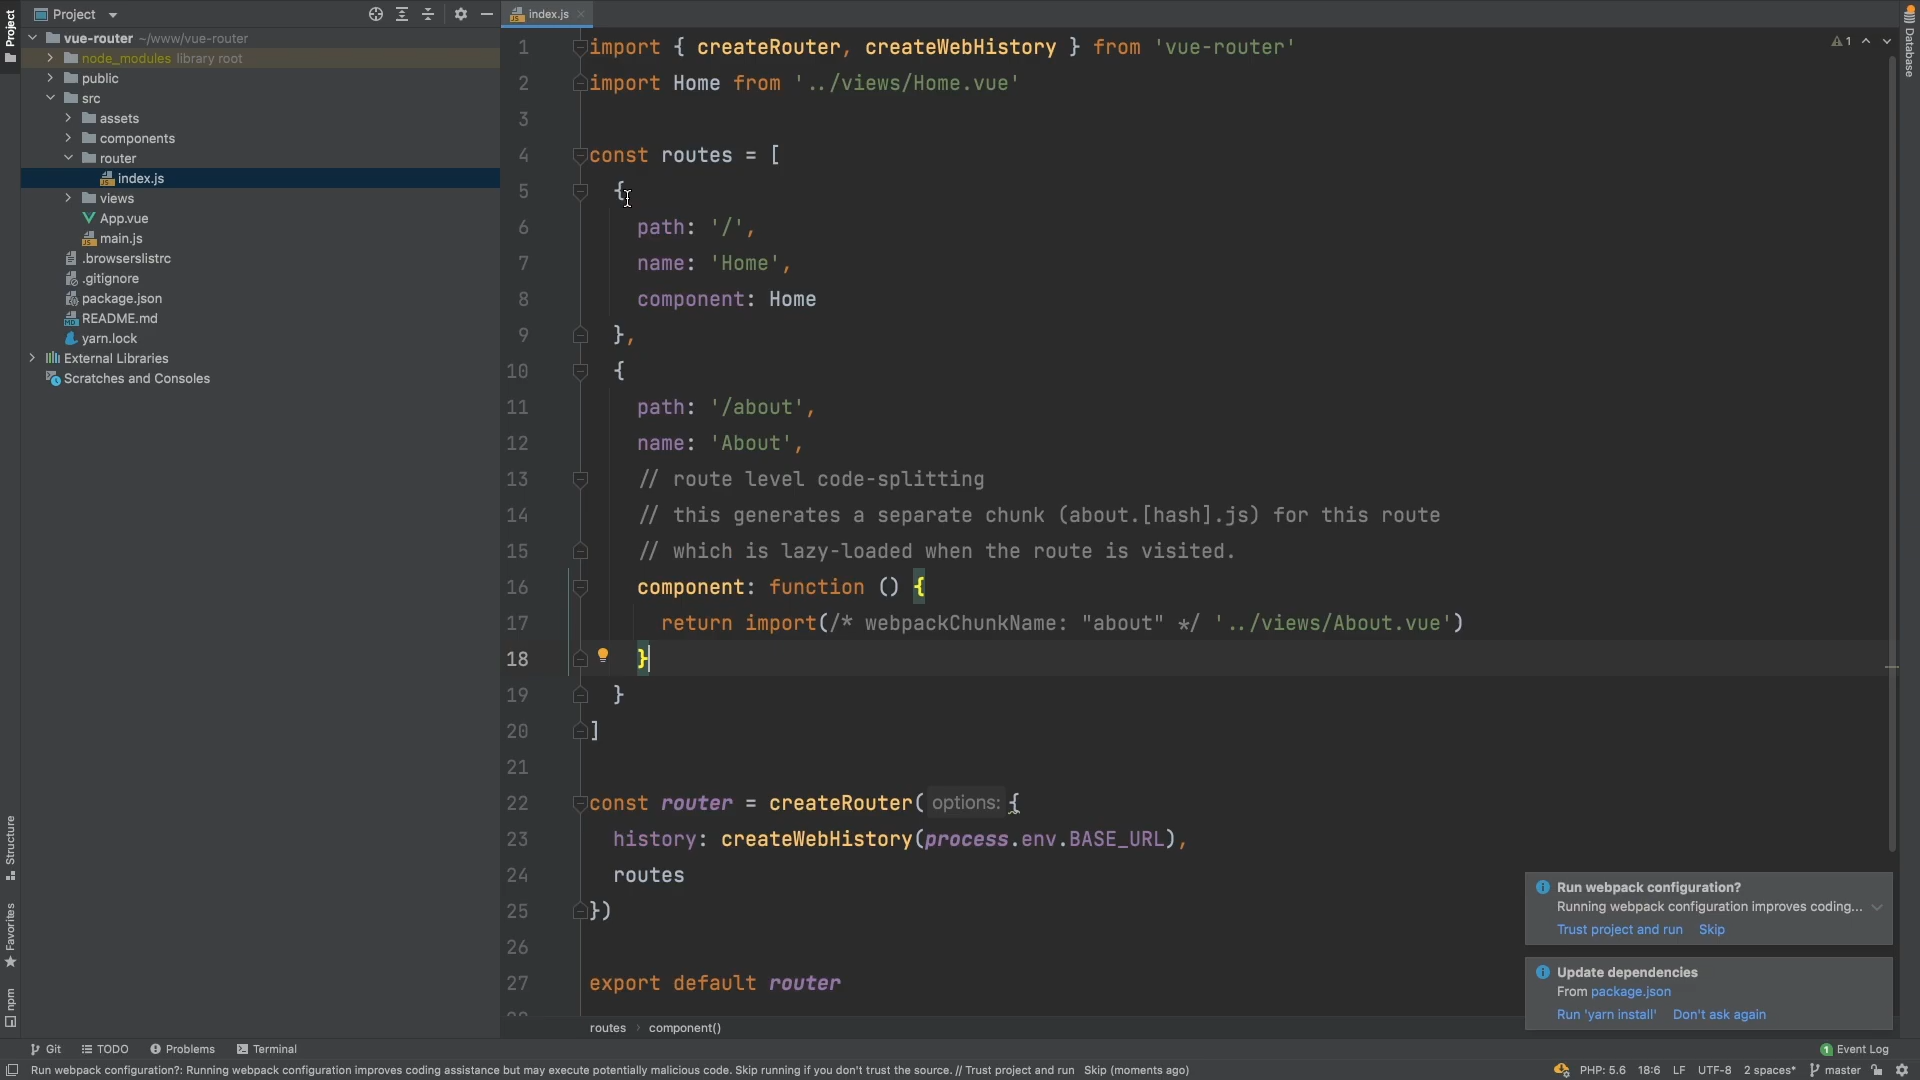 Project
index.js
vue-router ~/www/vue-router
node_modules library root
public
src
assets
components
router
index.js
views
App.vue
main.js
.browserslistrc
.gitignore
package.json
README.md
yarn.lock
External Libraries
Scratches and Consoles
Project
Structure
Favorites
npm
1 import { createRouter, createWebHistory } from 'vue-router'
2 import Home from '../views/Home.vue'
3
4 const routes = [
5 {
6 path: '/',
7 name: 'Home',
8 component: Home
9 },
10 {
11 path: '/about',
12 name: 'About',
13 // route level code-splitting
14 // this generates a separate chunk (about.[hash].js) for this route
15 // which is lazy-loaded when the route is visited.
16 component: function () {
17 return import(/* webpackChunkName: "about" */ '../views/About.vue')
18 }
19 }
20 ]
21
22 const router = createRouter( options: {
23 history: createWebHistory(process.env.BASE_URL),
24 routes
25 })
26
27 export default router
1
Database
Run webpack configuration?
Running webpack configuration improves coding...
Trust project and run Skip
Update dependencies
From package.json
Run 'yarn install' Don't ask again
routes component()
Git TODO Problems Terminal
1 Event Log
Run webpack configuration?: Running webpack configuration improves coding assistance but may execute potentially malicious code. Skip running if you don't trust the source. // Trust project and run Skip (moments ago)
PHP: 5.6 18:6 LF UTF-8 2 spaces* master